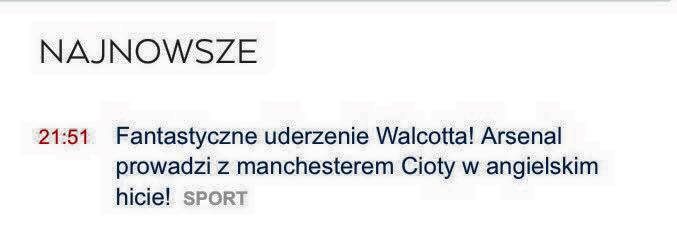 NAJNOWSZE
21:51 Fantastyczne uderzenie Walcotta! Arsenal
prowadzi z manchesterem Cioty w angielskim
hicie! SPORT